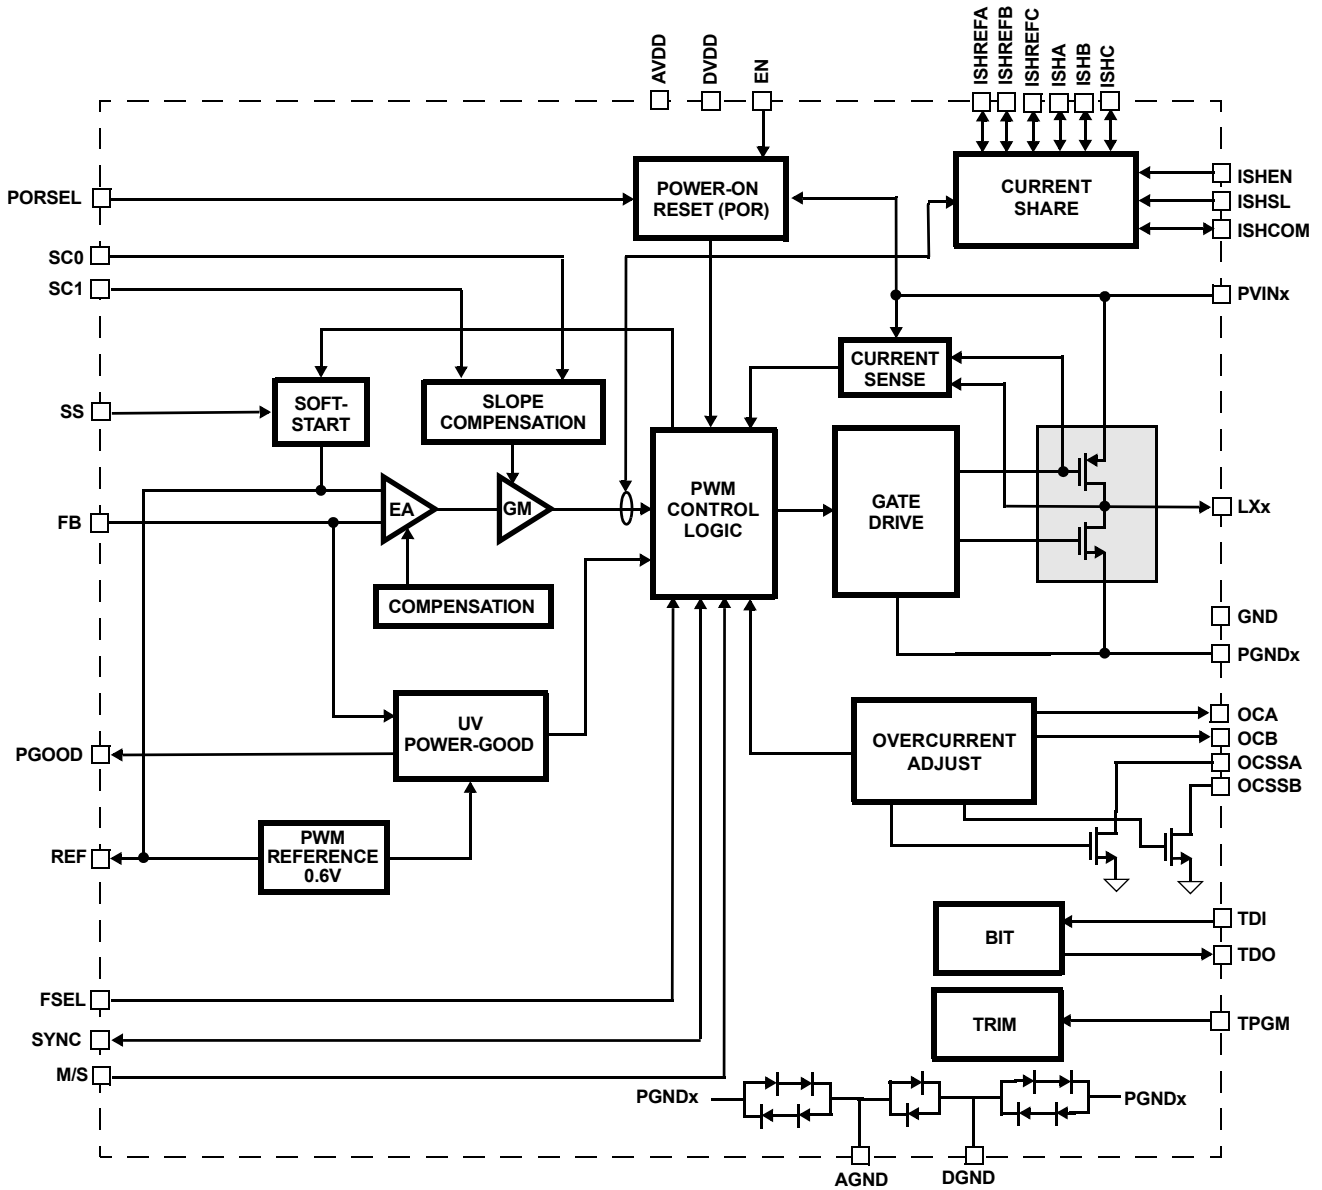 AVDD
DVDD
EN
ISHREFA
ISHREFB
ISHREFC
ISHA
ISHB
ISHC
PORSEL
POWER-ON
RESET (POR)
CURRENT
SHARE
ISHEN
ISHSL
ISHCOM
SC0
SC1
PVINx
CURRENT
SENSE
SS
SOFT-
START
SLOPE
COMPENSATION
FB
EA
GM
PWM
CONTROL
LOGIC
GATE
DRIVE
LXx
COMPENSATION
GND
PGNDx
UV
POWER-GOOD
PGOOD
OVERCURRENT
ADJUST
OCA
OCB
OCSSA
OCSSB
REF
PWM
REFERENCE
0.6V
BIT
TDI
TDO
FSEL
SYNC
M/S
TRIM
TPGM
PGNDx
PGNDx
AGND
DGND